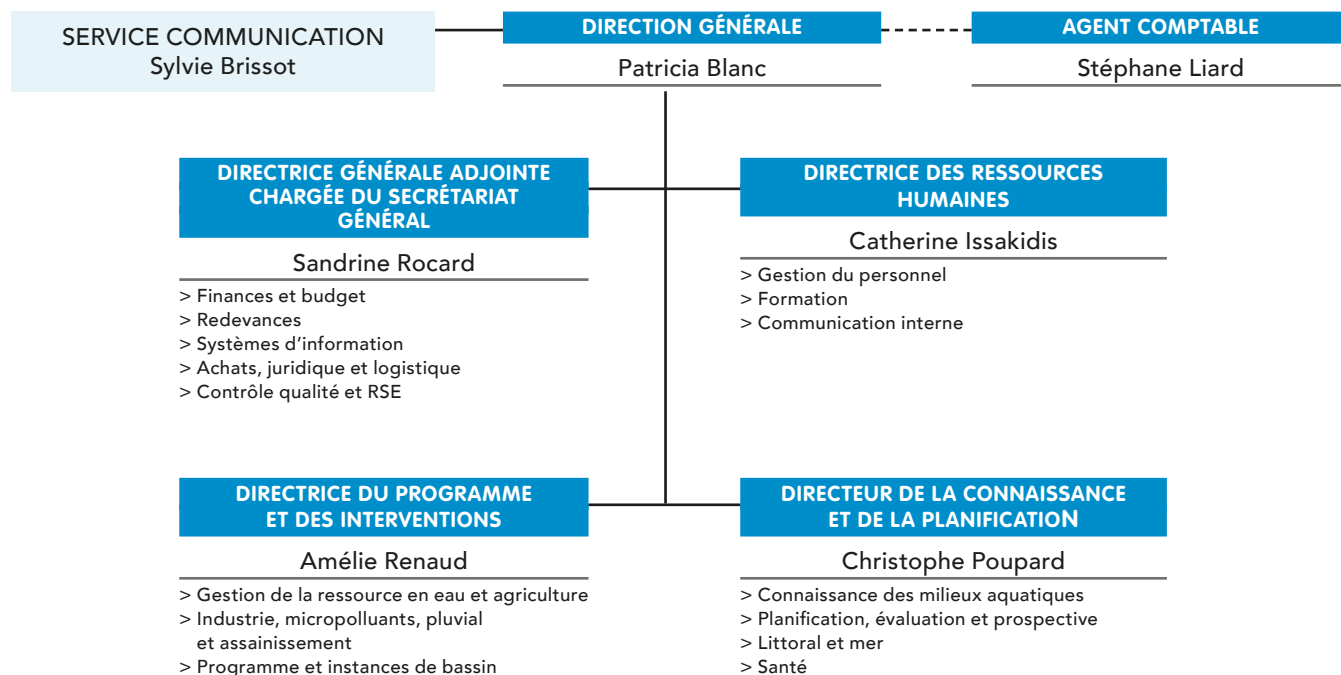 SERVICE COMMUNICATION
Sylvie Brissot
DIRECTION GÉNÉRALE
Patricia Blanc
AGENT COMPTABLE
Stéphane Liard
DIRECTRICE GÉNÉRALE ADJOINTE
CHARGÉE DU SECRÉTARIAT
GÉNÉRAL
Sandrine Rocard
> Finances et budget
> Redevances
> Systèmes d’information
> Achats, juridique et logistique
> Contrôle qualité et RSE
DIRECTRICE DES RESSOURCES
HUMAINES
Catherine Issakidis
> Gestion du personnel
> Formation
> Communication interne
DIRECTRICE DU PROGRAMME
ET DES INTERVENTIONS
Amélie Renaud
> Gestion de la ressource en eau et agriculture
> Industrie, micropolluants, pluvial
et assainissement
> Programme et instances de bassin
DIRECTEUR DE LA CONNAISSANCE
ET DE LA PLANIFICATION
Christophe Poupard
> Connaissance des milieux aquatiques
> Planification, évaluation et prospective
> Littoral et mer
> Santé